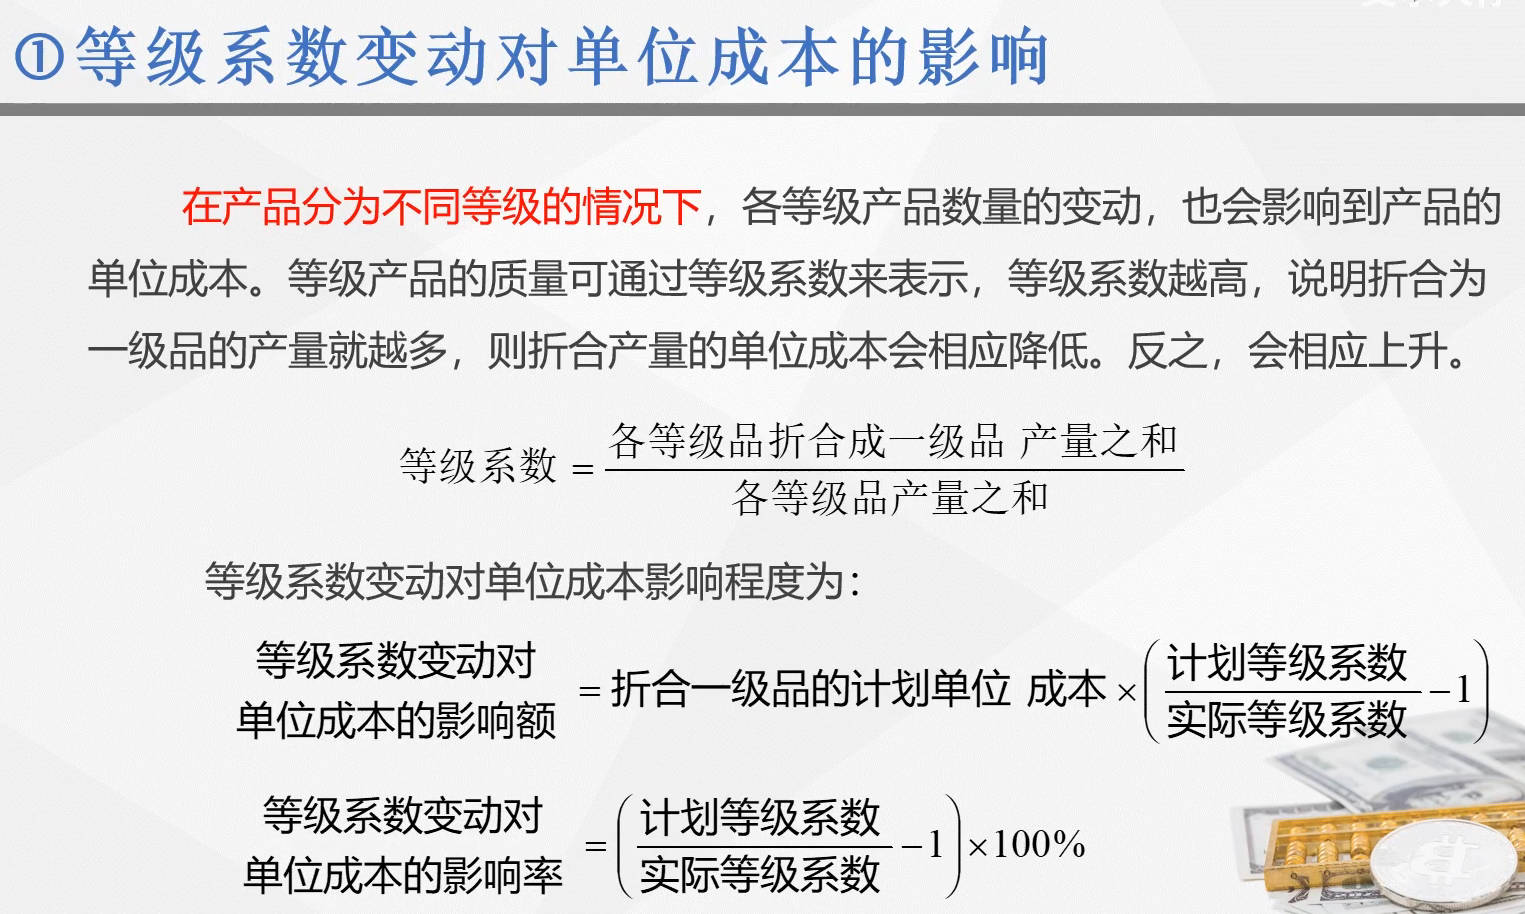 ①等级系数变动对单位成本的影响
在产品分为不同等级的情况下，各等级产品数量的变动，也会影响到产品的
单位成本。等级产品的质量可通过等级系数来表示，等级系数越高，说明折合为
一级品的产量就越多，则折合产量的单位成本会相应降低。反之，会相应上升。
各等级品折合成一级品 产量之和
等级系数 =
各等级品产量之和
等级系数变动对单位成本影响程度为：
等级系数变动对
单位成本的影响额
= 折合一级品的计划单位 成本 × ( 计划等级系数
实际等级系数 − 1 )
等级系数变动对
单位成本的影响率
= ( 计划等级系数
实际等级系数 − 1 ) × 100%